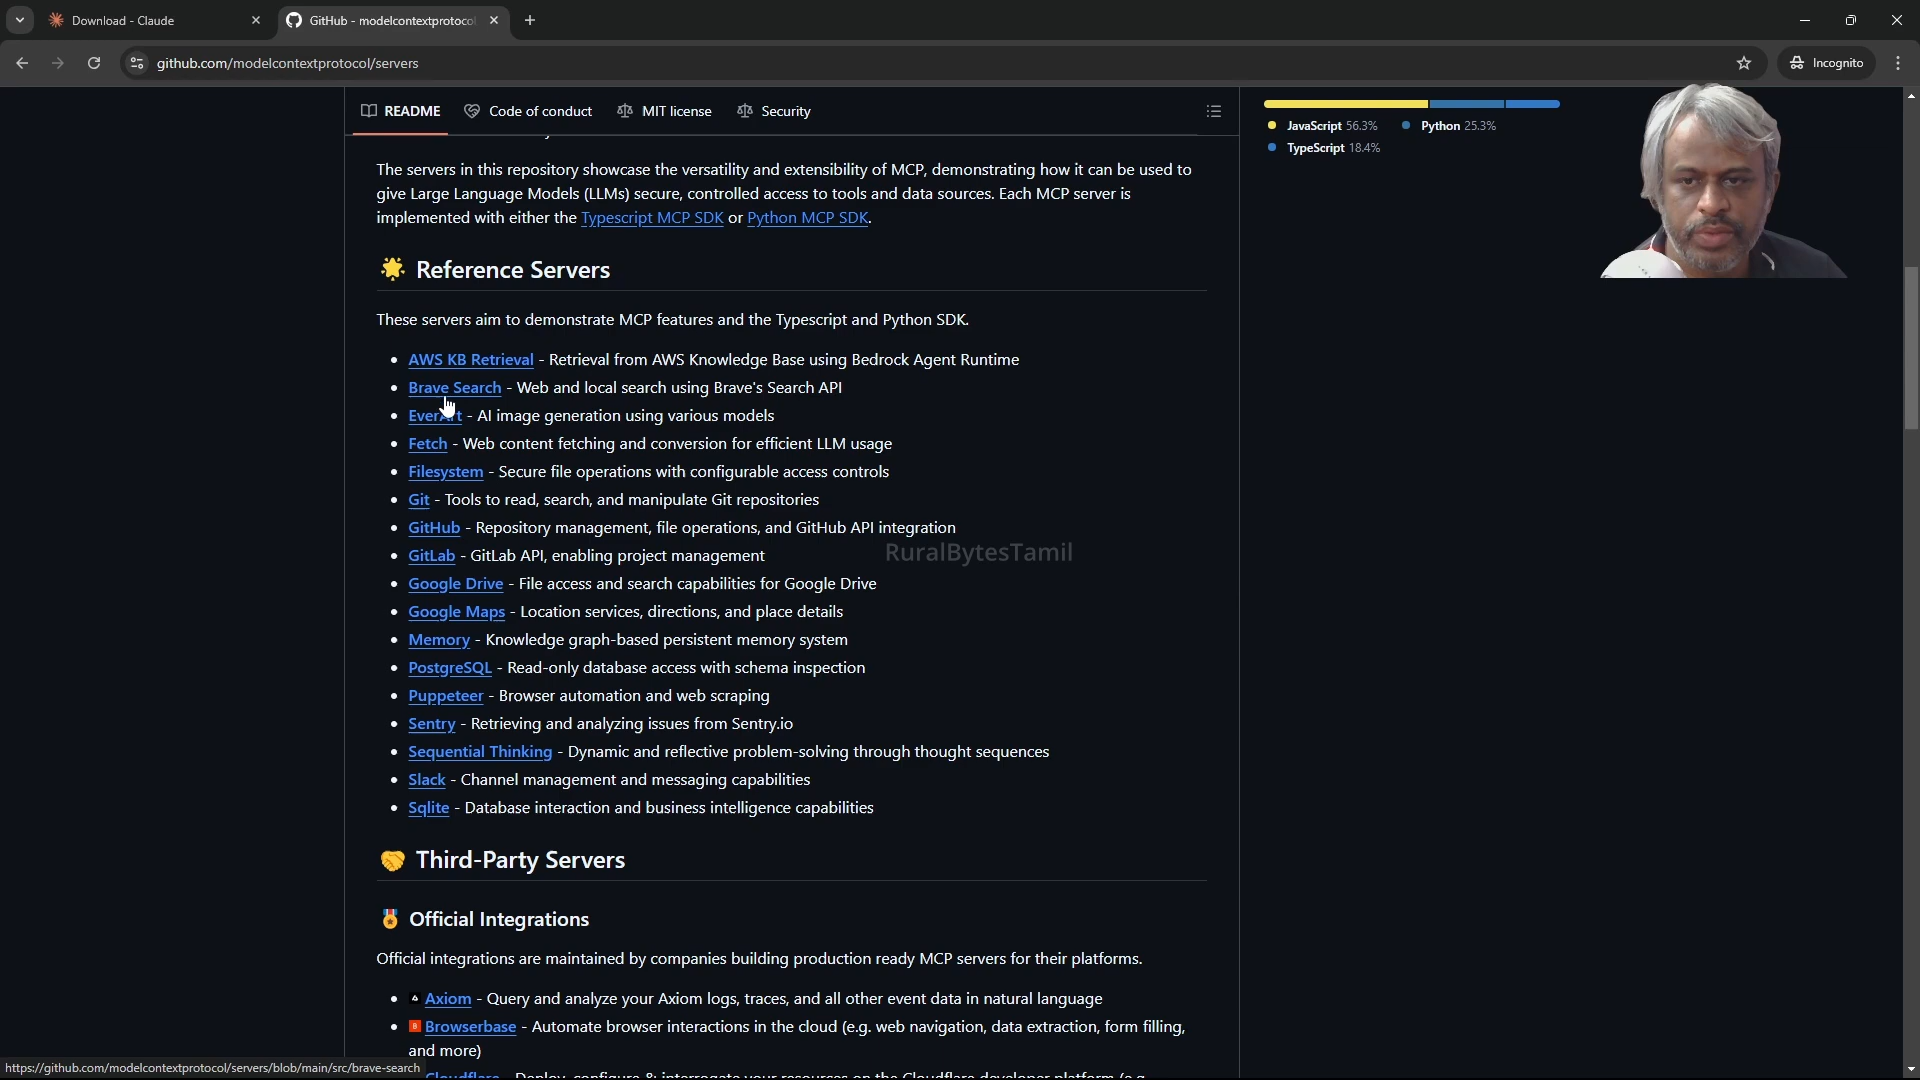 Download - Claude
GitHub - modelcontextprotocol
github.com/modelcontextprotocol/servers
Incognito
README
Code of conduct
MIT license
Security
JavaScript 56.3%
Python 25.3%
TypeScript 18.4%
The servers in this repository showcase the versatility and extensibility of MCP, demonstrating how it can be used to
give Large Language Models (LLMs) secure, controlled access to tools and data sources. Each MCP server is
implemented with either the Typescript MCP SDK or Python MCP SDK.
Reference Servers
These servers aim to demonstrate MCP features and the Typescript and Python SDK.
AWS KB Retrieval - Retrieval from AWS Knowledge Base using Bedrock Agent Runtime
Brave Search - Web and local search using Brave's Search API
EverArt - AI image generation using various models
Fetch - Web content fetching and conversion for efficient LLM usage
Filesystem - Secure file operations with configurable access controls
Git - Tools to read, search, and manipulate Git repositories
GitHub - Repository management, file operations, and GitHub API integration
GitLab - GitLab API, enabling project management
RuralBytesTamil
Google Drive - File access and search capabilities for Google Drive
Google Maps - Location services, directions, and place details
Memory - Knowledge graph-based persistent memory system
PostgreSQL - Read-only database access with schema inspection
Puppeteer - Browser automation and web scraping
Sentry - Retrieving and analyzing issues from Sentry.io
Sequential Thinking - Dynamic and reflective problem-solving through thought sequences
Slack - Channel management and messaging capabilities
Sqlite - Database interaction and business intelligence capabilities
Third-Party Servers
Official Integrations
Official integrations are maintained by companies building production ready MCP servers for their platforms.
Axiom - Query and analyze your Axiom logs, traces, and all other event data in natural language
Browserbase - Automate browser interactions in the cloud (e.g. web navigation, data extraction, form filling,
and more)
https://github.com/modelcontextprotocol/servers/blob/main/src/brave-search
Cloudflare - Deploy, configure & interrogate your resources on the Cloudflare developer platform (e.g.